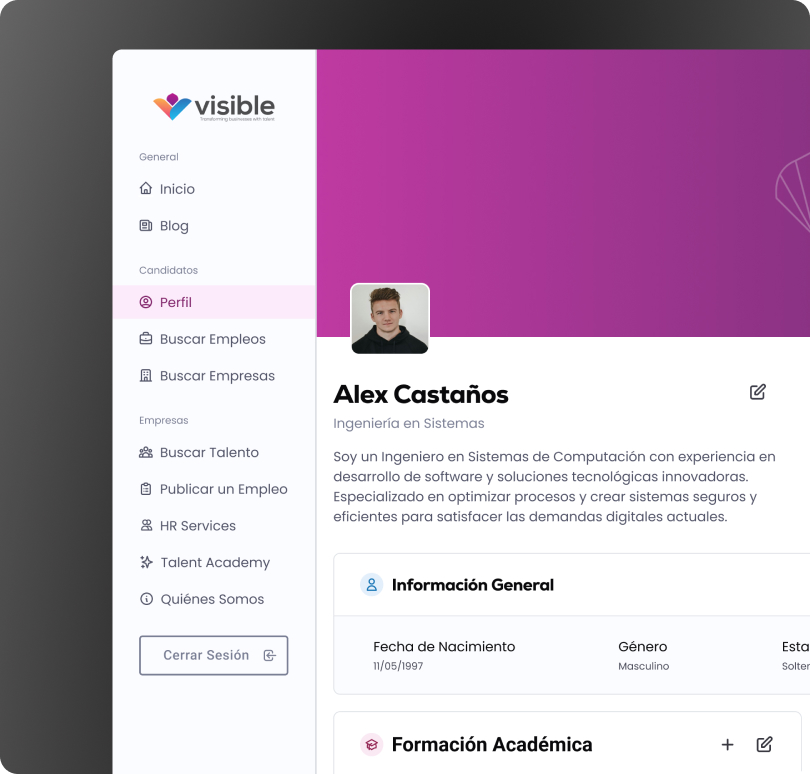 visible
Transforming businesses with talent
General
Inicio
Blog
Candidatos
Perfil
Buscar Empleos
Buscar Empresas
Empresas
Buscar Talento
Publicar un Empleo
HR Services
Talent Academy
Quiénes Somos
Cerrar Sesión
Alex Castaños
Ingeniería en Sistemas
Soy un Ingeniero en Sistemas de Computación con experiencia en
desarrollo de software y soluciones tecnológicas innovadoras.
Especializado en optimizar procesos y crear sistemas seguros y
eficientes para satisfacer las demandas digitales actuales.
Información General
Fecha de Nacimiento Género Esta
11/05/1997 Masculino Solter
Formación Académica